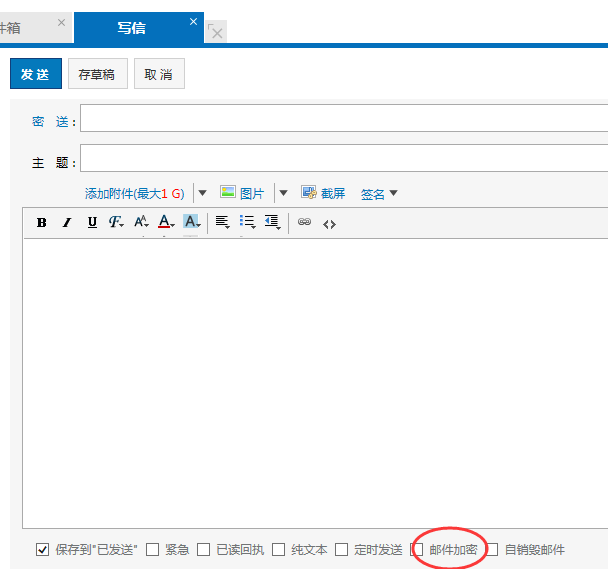 件箱 写信
发 送 存草稿 取 消
密 送：
主 题：
添加附件(最大1 G) 图片 截屏 签名
B I U F A A A
保存到"已发送" 紧急 已读回执 纯文本 定时发送 邮件加密 自销毁邮件